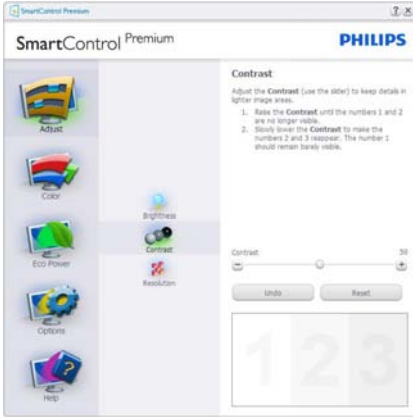 SmartControl Premium
SmartControl Premium
PHILIPS
Adjust
Color
Eco Power
Options
Help
Brightness
Contrast
Resolution
Contrast
Adjust the Contrast (use the slider) to keep details in
lighter image areas.
1. Raise the Contrast until the numbers 1 and 2
are no longer visible.
2. Slowly lower the Contrast to make the
numbers 2 and 3 reappear. The number 1
should remain barely visible.
Contrast 50
Undo Reset
1 2 3